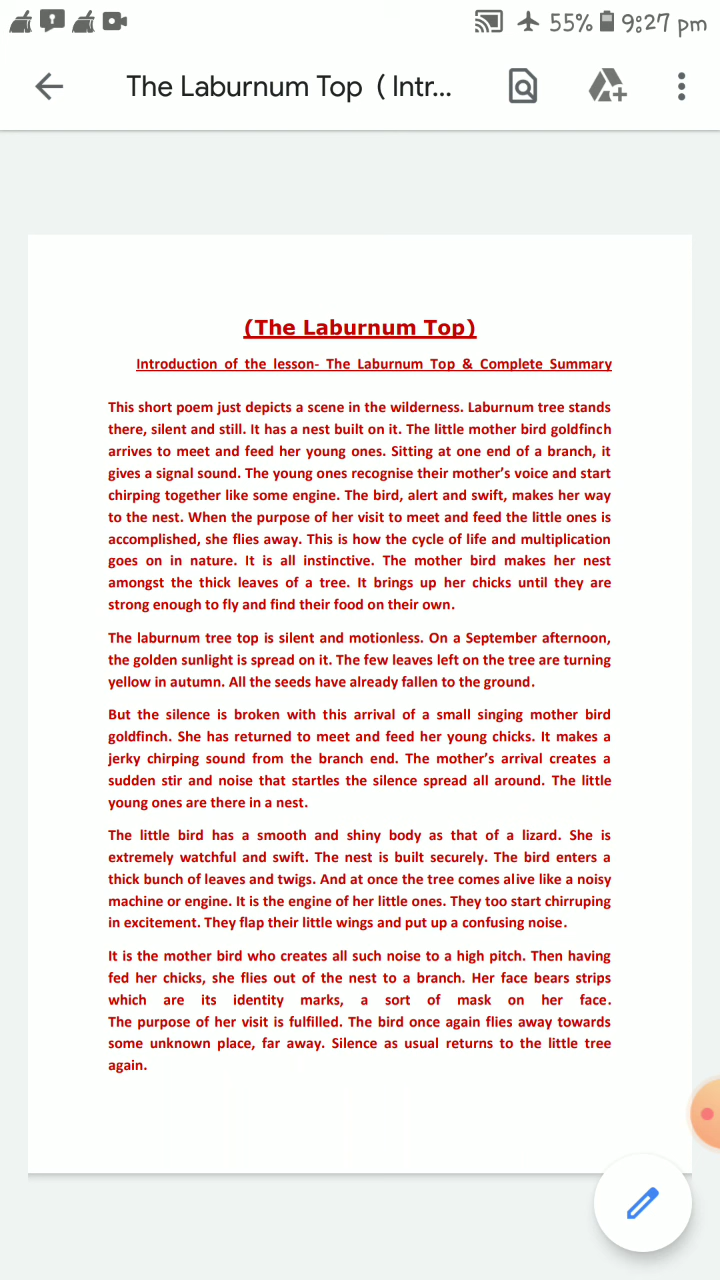 55% 9:27 pm
The Laburnum Top ( Intr...
(The Laburnum Top)
Introduction of the lesson- The Laburnum Top & Complete Summary
This short poem just depicts a scene in the wilderness. Laburnum tree stands
there, silent and still. It has a nest built on it. The little mother bird goldfinch
arrives to meet and feed her young ones. Sitting at one end of a branch, it
gives a signal sound. The young ones recognise their mother's voice and start
chirping together like some engine. The bird, alert and swift, makes her way
to the nest. When the purpose of her visit to meet and feed the little ones is
accomplished, she flies away. This is how the cycle of life and multiplication
goes on in nature. It is all instinctive. The mother bird makes her nest
amongst the thick leaves of a tree. It brings up her chicks until they are
strong enough to fly and find their food on their own.
The laburnum tree top is silent and motionless. On a September afternoon,
the golden sunlight is spread on it. The few leaves left on the tree are turning
yellow in autumn. All the seeds have already fallen to the ground.
But the silence is broken with this arrival of a small singing mother bird
goldfinch. She has returned to meet and feed her young chicks. It makes a
jerky chirping sound from the branch end. The mother's arrival creates a
sudden stir and noise that startles the silence spread all around. The little
young ones are there in a nest.
The little bird has a smooth and shiny body as that of a lizard. She is
extremely watchful and swift. The nest is built securely. The bird enters a
thick bunch of leaves and twigs. And at once the tree comes alive like a noisy
machine or engine. It is the engine of her little ones. They too start chirruping
in excitement. They flap their little wings and put up a confusing noise.
It is the mother bird who creates all such noise to a high pitch. Then having
fed her chicks, she flies out of the nest to a branch. Her face bears strips
which are its identity marks, a sort of mask on her face.
The purpose of her visit is fulfilled. The bird once again flies away towards
some unknown place, far away. Silence as usual returns to the little tree
again.